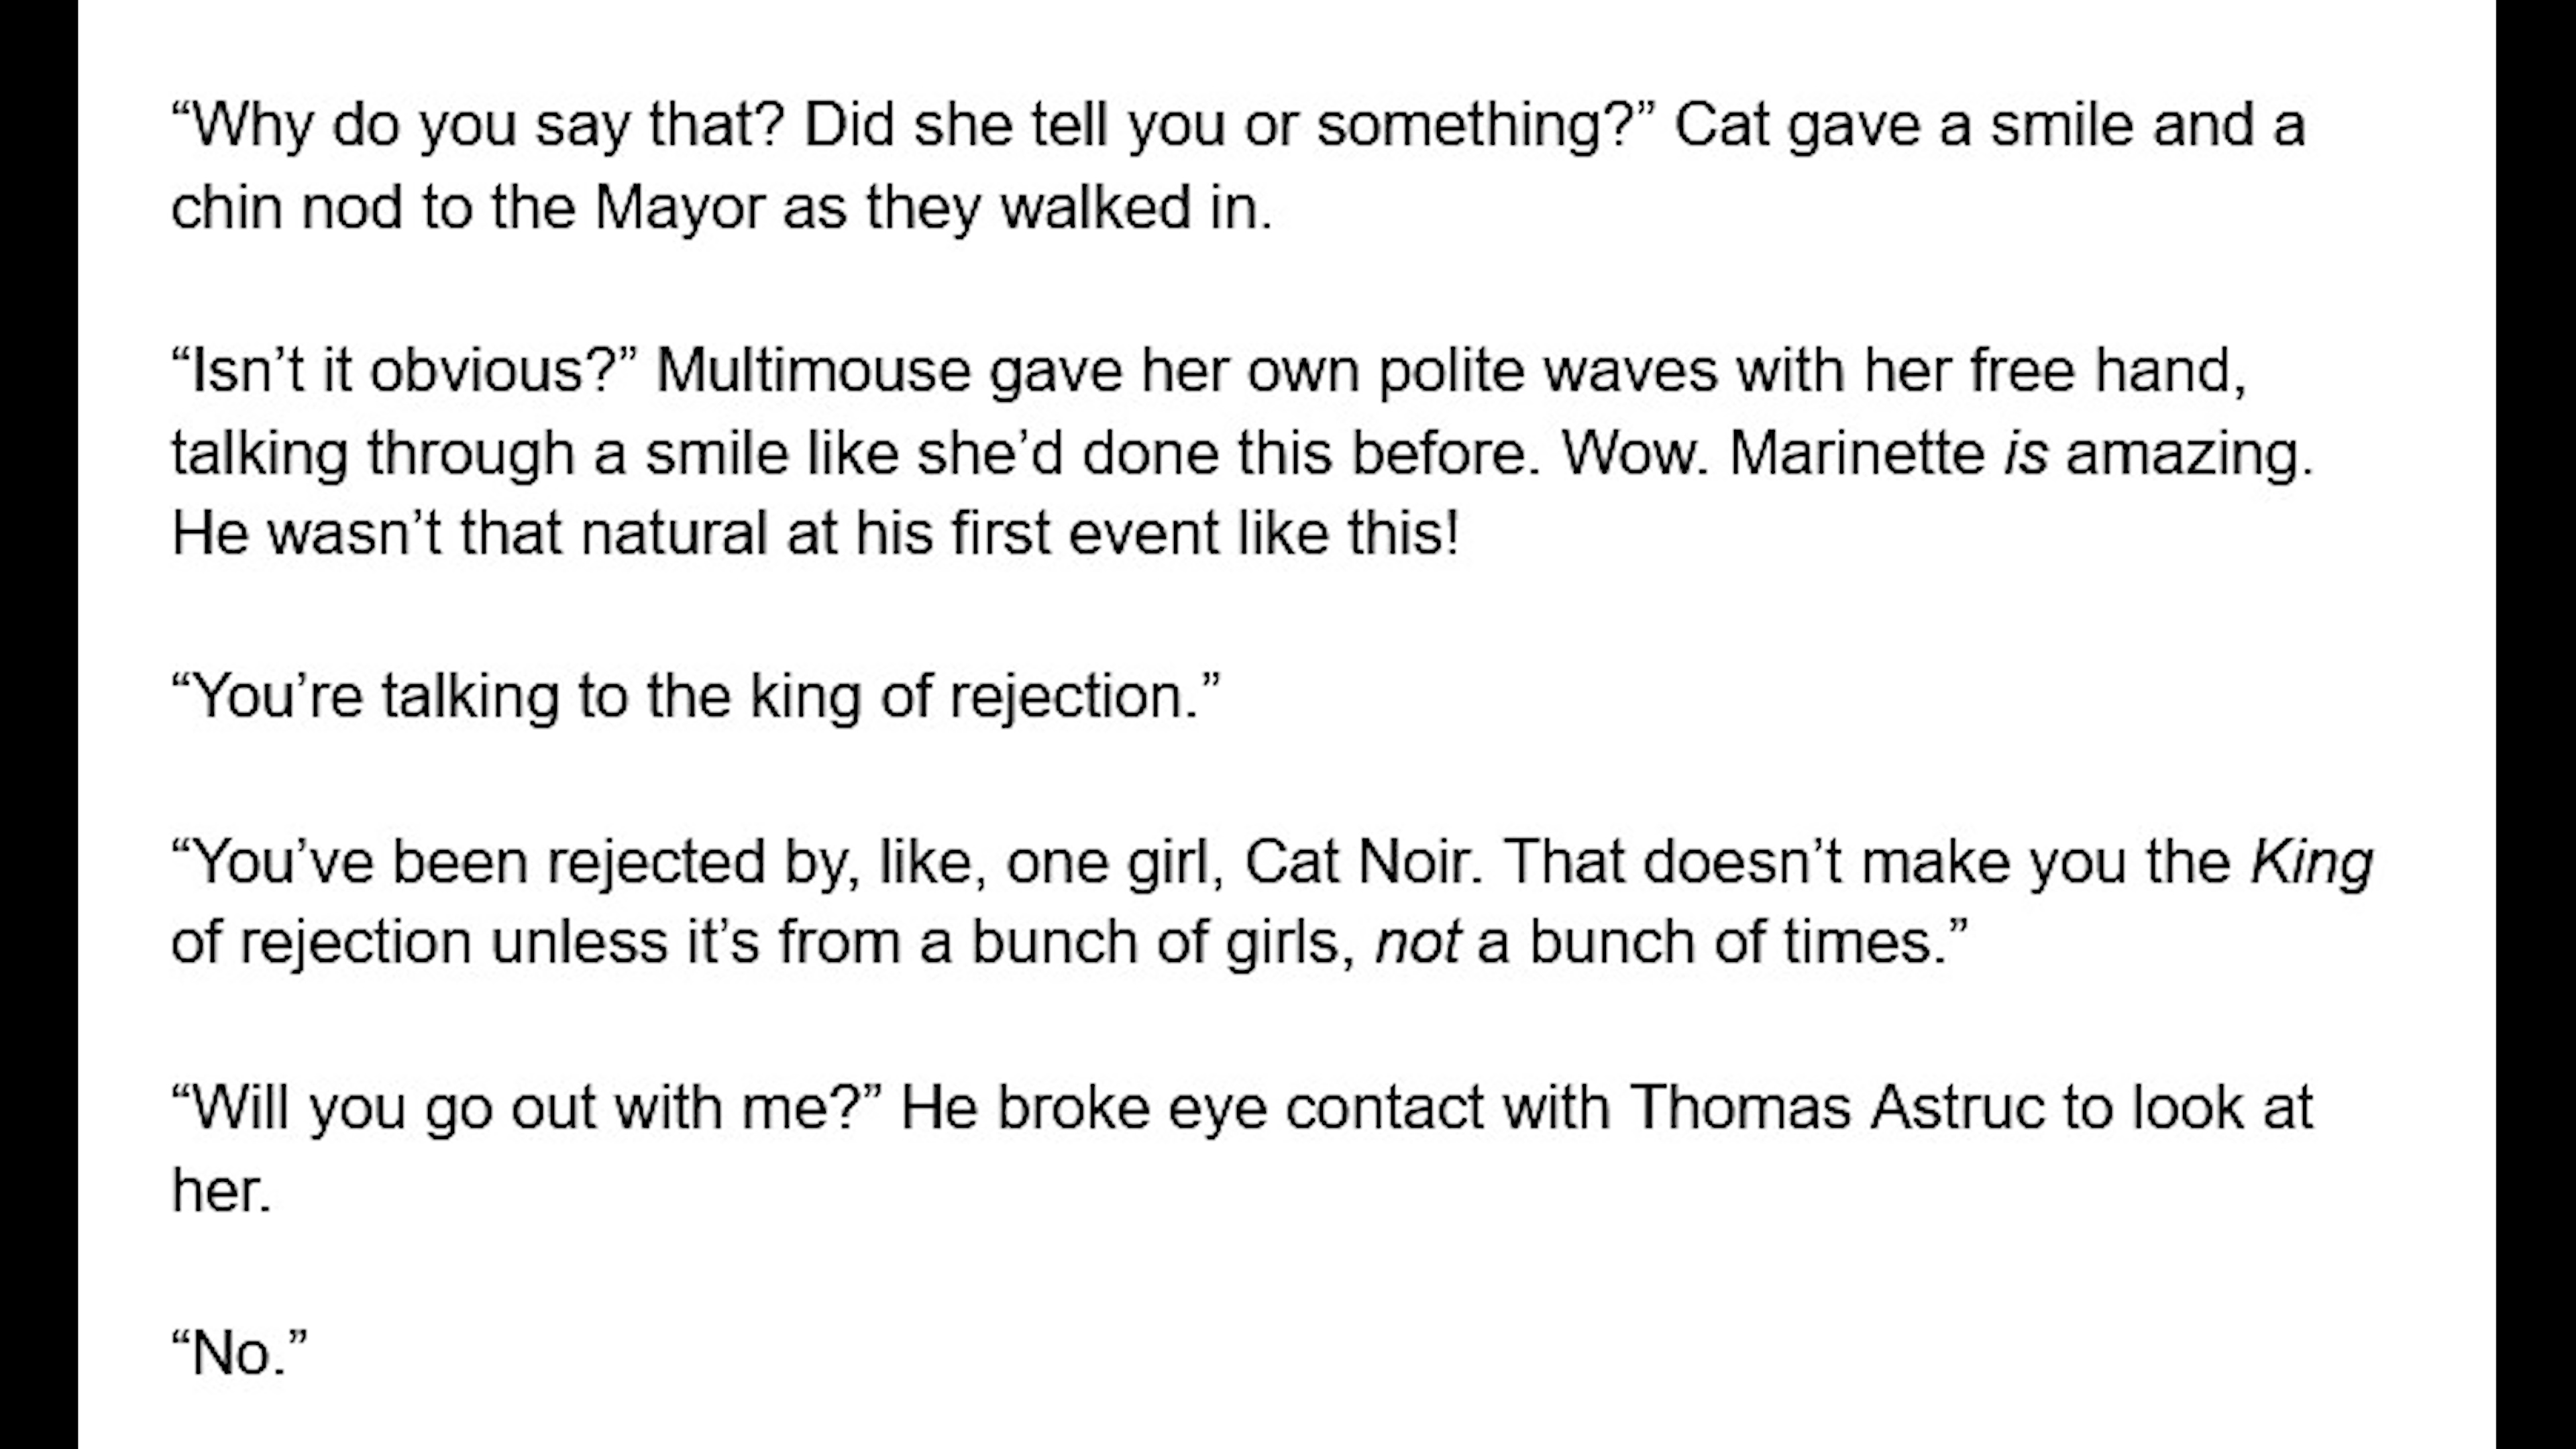 “Why do you say that? Did she tell you or something?” Cat gave a smile and a
chin nod to the Mayor as they walked in.
“Isn’t it obvious?” Multimouse gave her own polite waves with her free hand,
talking through a smile like she’d done this before. Wow. Marinette is amazing.
He wasn’t that natural at his first event like this!
“You’re talking to the king of rejection.”
“You’ve been rejected by, like, one girl, Cat Noir. That doesn’t make you the King
of rejection unless it’s from a bunch of girls, not a bunch of times.”
“Will you go out with me?” He broke eye contact with Thomas Astruc to look at
her.
“No.”